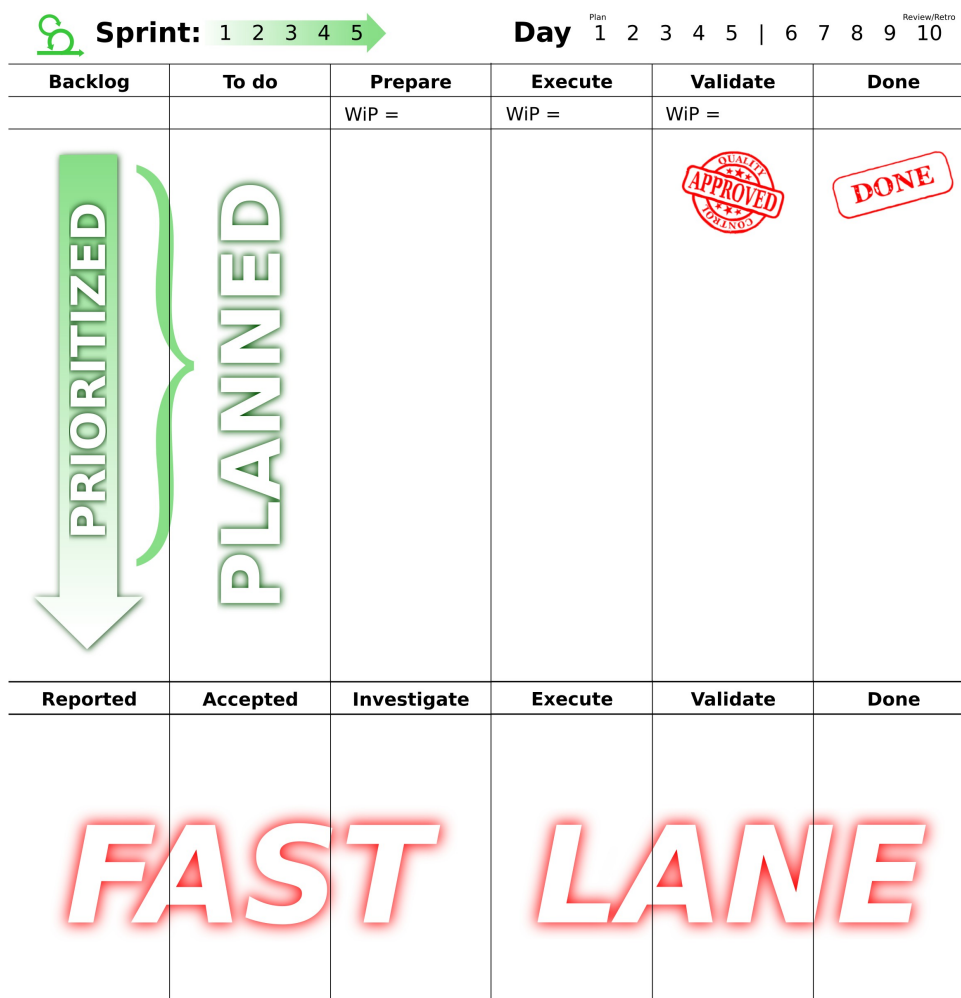 Sprint: 1 2 3 4 5
Plan Review/Retro
Day 1 2 3 4 5 | 6 7 8 9 10
Backlog To do Prepare Execute Validate Done
WiP = WiP = WiP =
PRIORITIZED
PLANNED
QUALITY
APPROVED
CONTROL
DONE
Reported Accepted Investigate Execute Validate Done
FAST LANE